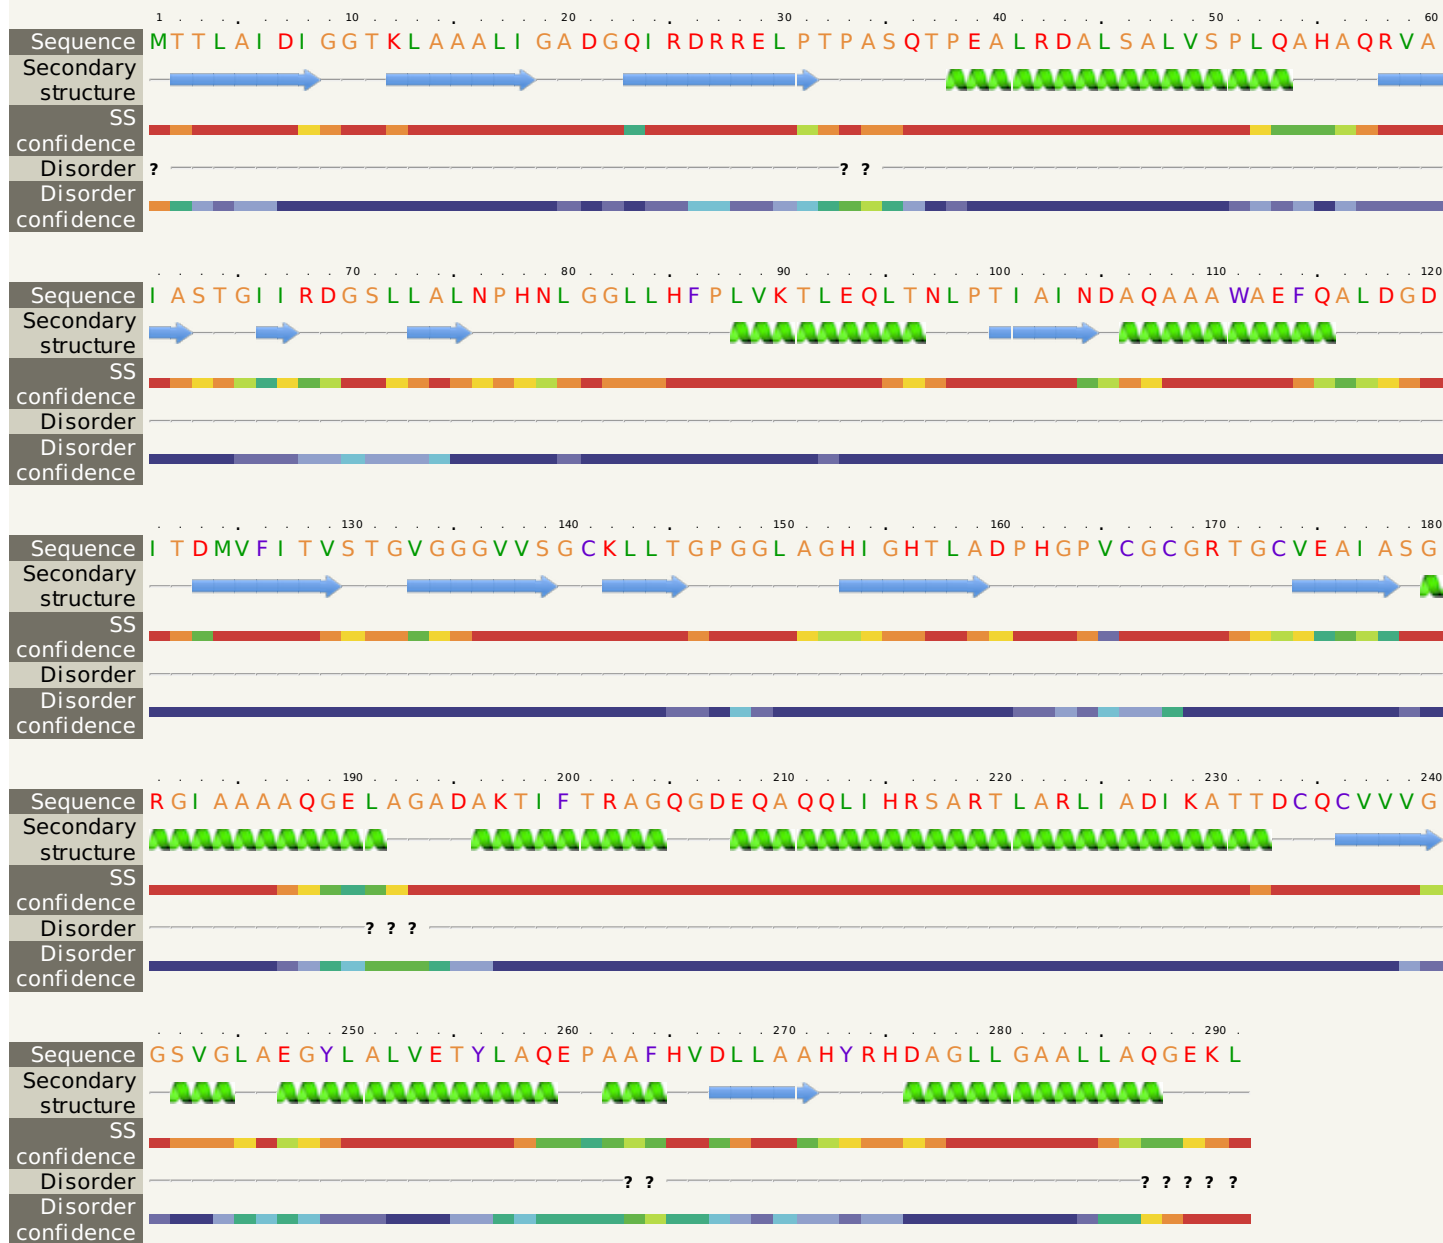 1 10 20 30 40 50 60
Sequence MTTLAIDIGGTKLAAALIGADGQIRDRRELPTPASQTPEALRDALSALVSPLQAHAQRVA
Secondary
structure
SS
confidence
Disorder ? ? ?
Disorder
confidence
70 80 90 100 110 120
Sequence IASTGIIRDGSLLALNPHNLGGLLHFPLVKTLEQLTNLPTIAINDAQAAAWAEFQALDGD
Secondary
structure
SS
confidence
Disorder
Disorder
confidence
130 140 150 160 170 180
Sequence ITDMVFITVSTGVGGGVVSGCKLLTGPGGLAGHIGHTLADPHGPVCGCGRTGCVEAIASG
Secondary
structure
SS
confidence
Disorder
Disorder
confidence
190 200 210 220 230 240
Sequence RGIAAAAQGELAGADAKTIFTRAGQGDEQAQQLIHRSARTLARLIADIKATTDCQCVVVG
Secondary
structure
SS
confidence
Disorder ? ? ?
Disorder
confidence
250 260 270 280 290
Sequence GSVGLAEGYLALVETYLAQEPAAFHVDLLAAHYRHDAGLLGAALLAQGEKL
Secondary
structure
SS
confidence
Disorder ? ? ? ? ? ? ?
Disorder
confidence